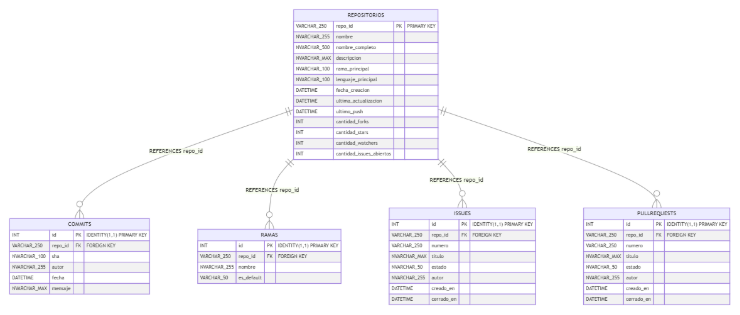 REPOSITORIOS
VARCHAR_250 repo_id PK PRIMARY KEY
NVARCHAR_255 nombre
NVARCHAR_500 nombre_completo
NVARCHAR_MAX descripcion
NVARCHAR_100 rama_principal
NVARCHAR_100 lenguaje_principal
DATETIME fecha_creacion
DATETIME ultima_actualizacion
DATETIME ultimo_push
INT cantidad_forks
INT cantidad_stars
INT cantidad_watchers
INT cantidad_issues_abiertas
REFERENCES repo_id
REFERENCES repo_id
REFERENCES repo_id
REFERENCES repo_id
COMMITS
INT id PK IDENTITY(1,1) PRIMARY KEY
VARCHAR_250 repo_id FK FOREIGN KEY
NVARCHAR_100 sha
NVARCHAR_255 autor
DATETIME fecha
NVARCHAR_MAX mensaje
RAMAS
INT id PK IDENTITY(1,1) PRIMARY KEY
VARCHAR_250 repo_id FK FOREIGN KEY
NVARCHAR_255 nombre
VARCHAR_50 es_default
ISSUES
INT id PK IDENTITY(1,1) PRIMARY KEY
VARCHAR_250 repo_id FK FOREIGN KEY
VARCHAR_250 numero
NVARCHAR_MAX titulo
NVARCHAR_50 estado
NVARCHAR_255 autor
DATETIME creado_en
DATETIME cerrado_en
PULLREQUESTS
INT id PK IDENTITY(1,1) PRIMARY KEY
VARCHAR_250 repo_id FK FOREIGN KEY
VARCHAR_250 numero
NVARCHAR_MAX titulo
NVARCHAR_50 estado
NVARCHAR_255 autor
DATETIME creado_en
DATETIME cerrado_en